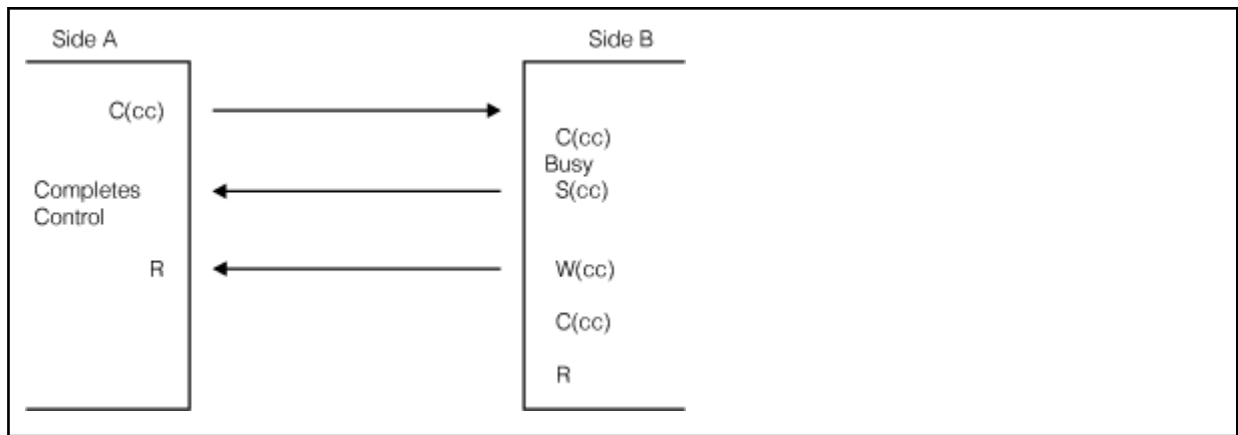 Side A
Side B
C(cc)
C(cc)
Busy
Completes
Control
S(cc)
R
W(cc)
C(cc)
R